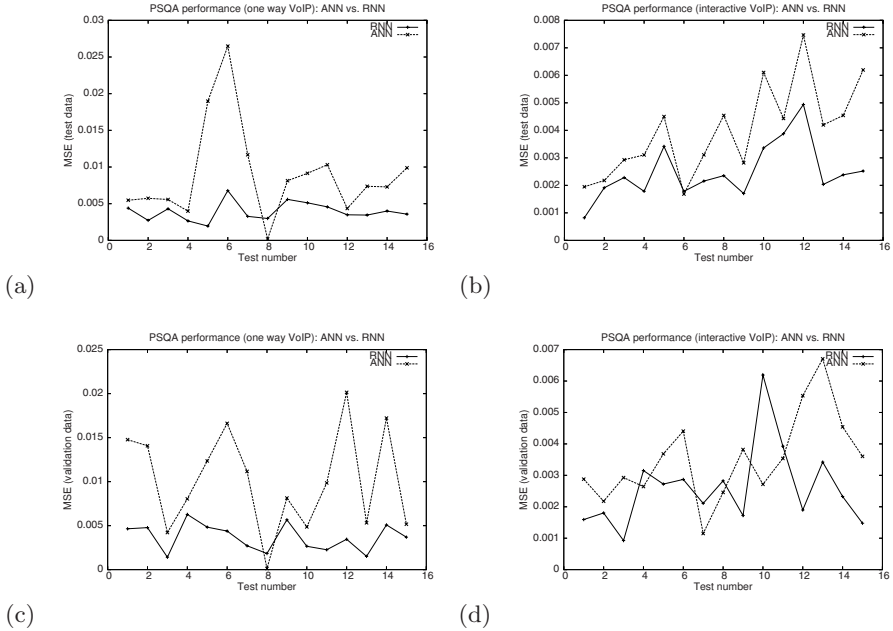 PSQA performance (one way VoIP): ANN vs. RNN
RNN
ANN
0.03
0.025
0.02
0.015
0.01
0.005
0
MSE (test data)
0 2 4 6 8 10 12 14 16
Test number
(a)
PSQA performance (interactive VoIP): ANN vs. RNN
RNN
ANN
0.008
0.007
0.006
0.005
0.004
0.003
0.002
0.001
0
MSE (test data)
0 2 4 6 8 10 12 14 16
Test number
(b)
PSQA performance (one way VoIP): ANN vs. RNN
RNN
ANN
0.025
0.02
0.015
0.01
0.005
0
MSE (validation data)
0 2 4 6 8 10 12 14 16
Test number
(c)
PSQA performance (interactive VoIP): ANN vs. RNN
RNN
ANN
0.007
0.006
0.005
0.004
0.003
0.002
0.001
0
MSE (validation data)
0 2 4 6 8 10 12 14 16
Test number
(d)